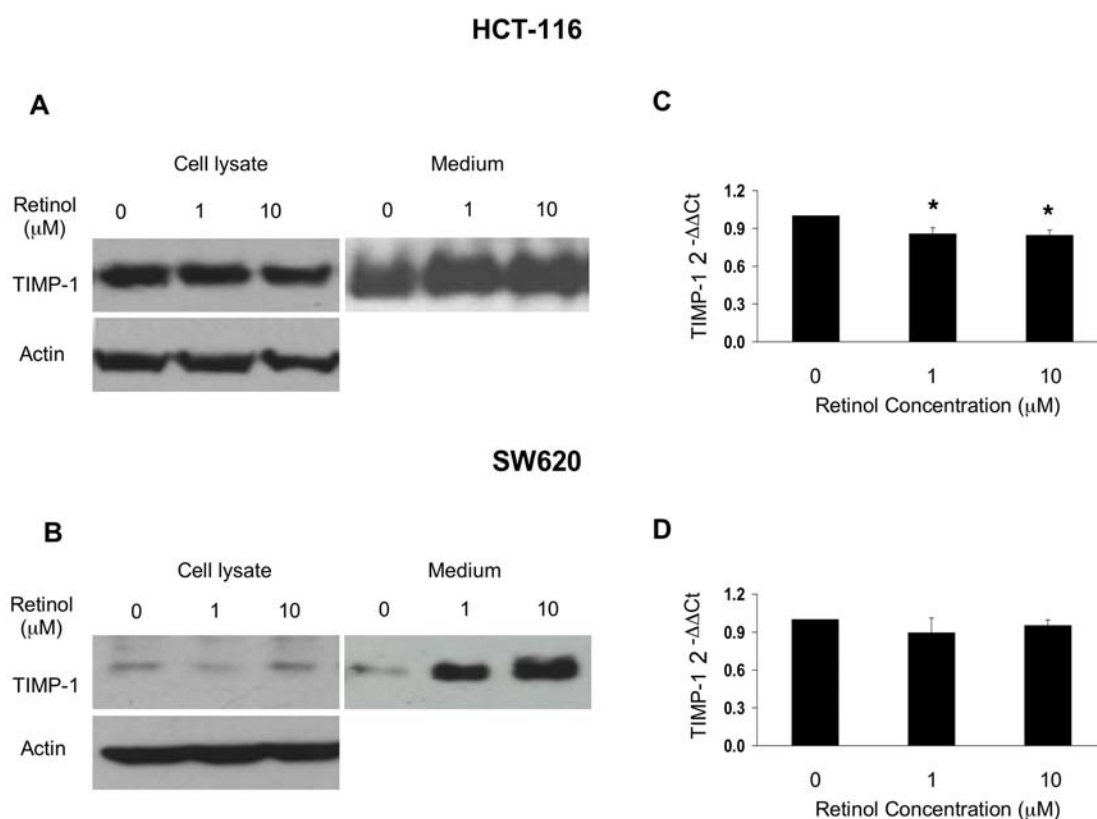 HCT-116
A
Cell lysate Medium
Retinol (μM) 0 1 10 0 1 10
TIMP-1
Actin
C
TIMP-1 2 -ΔΔCt
1.2
0.9
0.6
0.3
0.0
* *
0 1 10
Retinol Concentration (μM)
SW620
B
Cell lysate Medium
Retinol (μM) 0 1 10 0 1 10
TIMP-1
Actin
D
TIMP-1 2 -ΔΔCt
1.2
0.9
0.6
0.3
0.0
0 1 10
Retinol Concentration (μM)